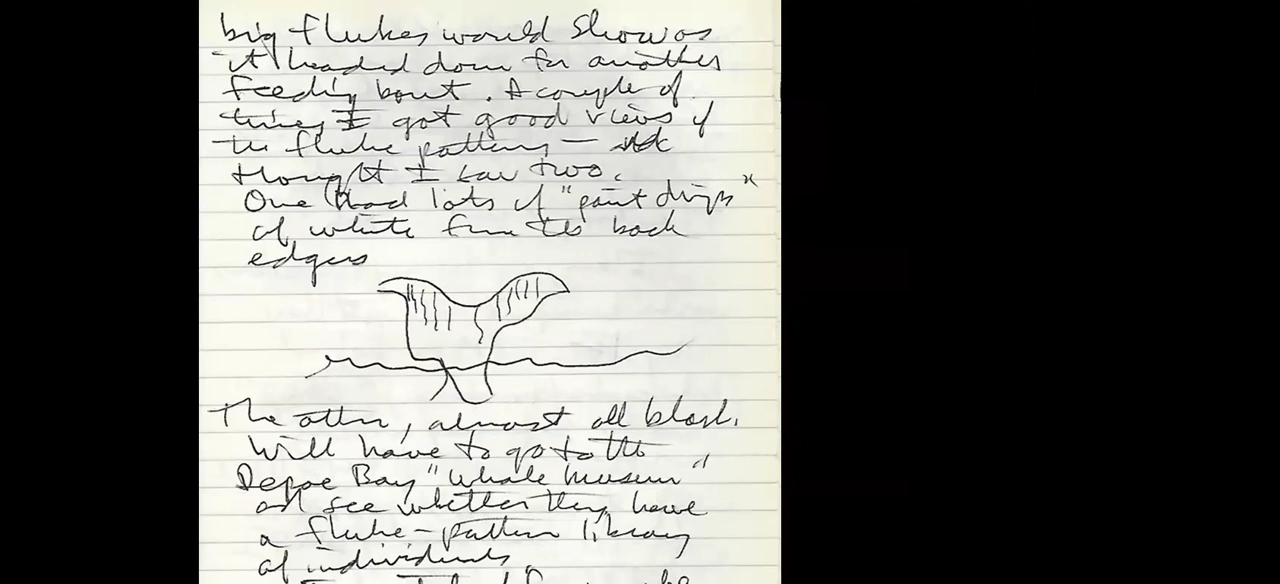 big flukes would show as
it headed down for another
feeding bout. A couple of
times I got good views of
the fluke patterns —
thought I saw two.
One had lots of "paint drips"
of white from the back
edges
The other, almost all black.
Will have to go to the
Depoe Bay "Whale Museum"
and see whether they have
a fluke-pattern library
of individuals